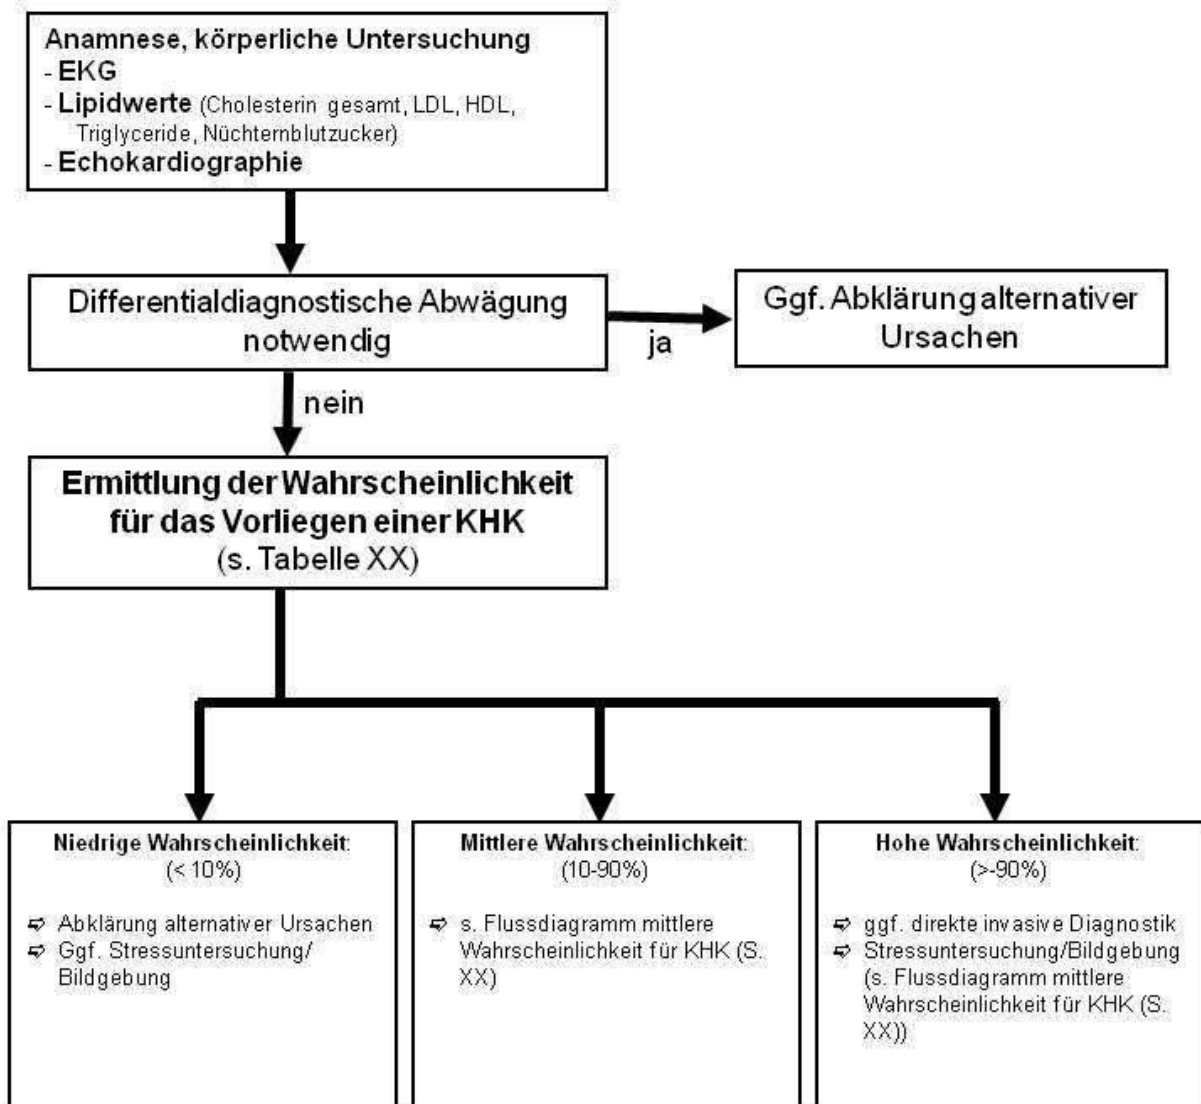 Anamnese, körperliche Untersuchung
- EKG
- Lipidwerte (Cholesterin gesamt, LDL, HDL,
Triglyceride, Nüchternblutzucker)
- Echokardiographie
Differentialdiagnostische Abwägung
notwendig
ja
Ggf. Abklärung alternativer
Ursachen
nein
Ermittlung der Wahrscheinlichkeit
für das Vorliegen einer KHK
(s. Tabelle XX)
Niedrige Wahrscheinlichkeit:
(< 10%)
⇨ Abklärung alternativer Ursachen
⇨ Ggf. Stressuntersuchung/
Bildgebung
Mittlere Wahrscheinlichkeit:
(10-90%)
⇨ s. Flussdiagramm mittlere
Wahrscheinlichkeit für KHK (S.
XX)
Hohe Wahrscheinlichkeit:
(>-90%)
⇨ ggf. direkte invasive Diagnostik
⇨ Stressuntersuchung/Bildgebung
(s. Flussdiagramm mittlere
Wahrscheinlichkeit für KHK (S.
XX))